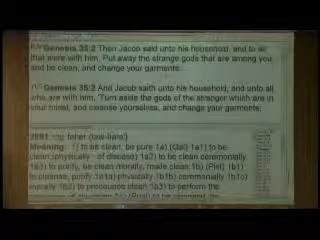 KJV Genesis 35:2 Then Jacob said unto his household, and to all
that were with him, Put away the strange gods that are among you
and be clean, and change your garments:
Genesis 35:2 And Jacob saith unto his household, and unto all
who are with him, 'Turn aside the gods of the stranger which are in
your midst, and cleanse yourselves, and change your garments;
2891 taher {taw-hare'}
Meaning: 1) to be clean, be pure 1a) (Qal) 1a1) to be
clean (physically - of disease) 1a2) to be clean ceremonially
1a3) to purify, be clean morally, made clean 1b) (Piel) 1b1)
to cleanse, purify 1b1a) physically 1b1b) ceremonially 1b1c)
morally 1b2) to pronounce clean 1b3) to perform the